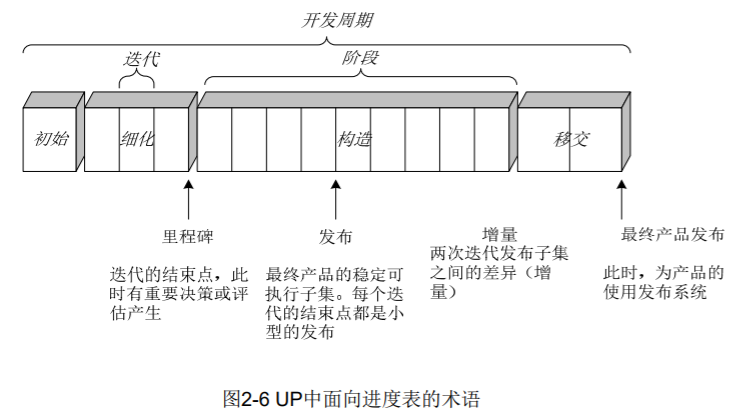 开发周期
迭代
阶段
初始
细化
构造
移交
里程碑
迭代的结束点，此
时有重要决策或评
估产生
发布
最终产品的稳定可
执行子集。每个迭
代的结束点都是小
型的发布
增量
两次迭代发布子集
之间的差异（增
量）
最终产品发布
此时，为产品的
使用发布系统
图2-6 UP中面向进度表的术语